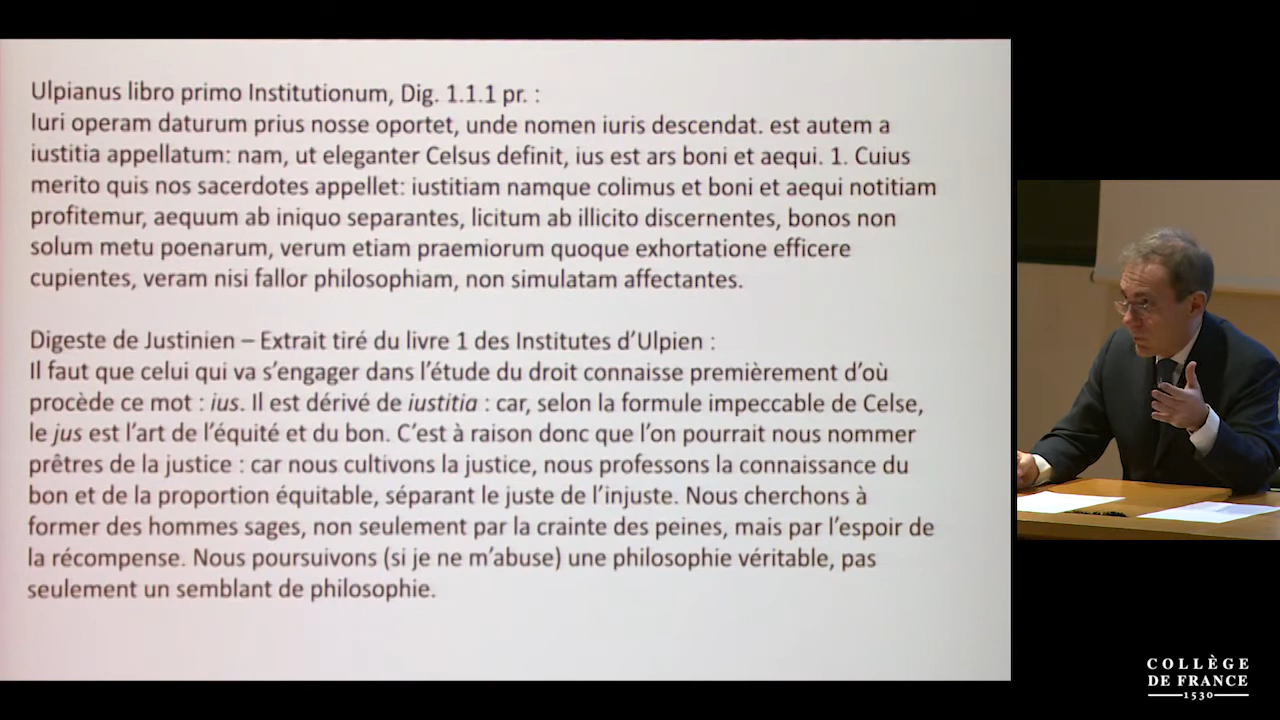 Ulpianus libro primo Institutionum, Dig. 1.1.1 pr. :
Iuri operam daturum prius nosse oportet, unde nomen iuris descendat. est autem a
iustitia appellatum: nam, ut eleganter Celsus definit, ius est ars boni et aequi. 1. Cuius
merito quis nos sacerdotes appellet: iustitiam namque colimus et boni et aequi notitiam
profitemur, aequum ab iniquo separantes, licitum ab illicito discernentes, bonos non
solum metu poenarum, verum etiam praemiorum quoque exhortatione efficere
cupientes, veram nisi fallor philosophiam, non simulatam affectantes.
Digeste de Justinien – Extrait tiré du livre 1 des Institutes d’Ulpien :
Il faut que celui qui va s’engager dans l’étude du droit connaisse premièrement d’où
procède ce mot : ius. Il est dérivé de iustitia : car, selon la formule impeccable de Celse,
le jus est l’art de l’équité et du bon. C’est à raison donc que l’on pourrait nous nommer
prêtres de la justice : car nous cultivons la justice, nous professons la connaissance du
bon et de la proportion équitable, séparant le juste de l’injuste. Nous cherchons à
former des hommes sages, non seulement par la crainte des peines, mais par l’espoir de
la récompense. Nous poursuivons (si je ne m’abuse) une philosophie véritable, pas
seulement un semblant de philosophie.
COLLÈGE
DE FRANCE
1530